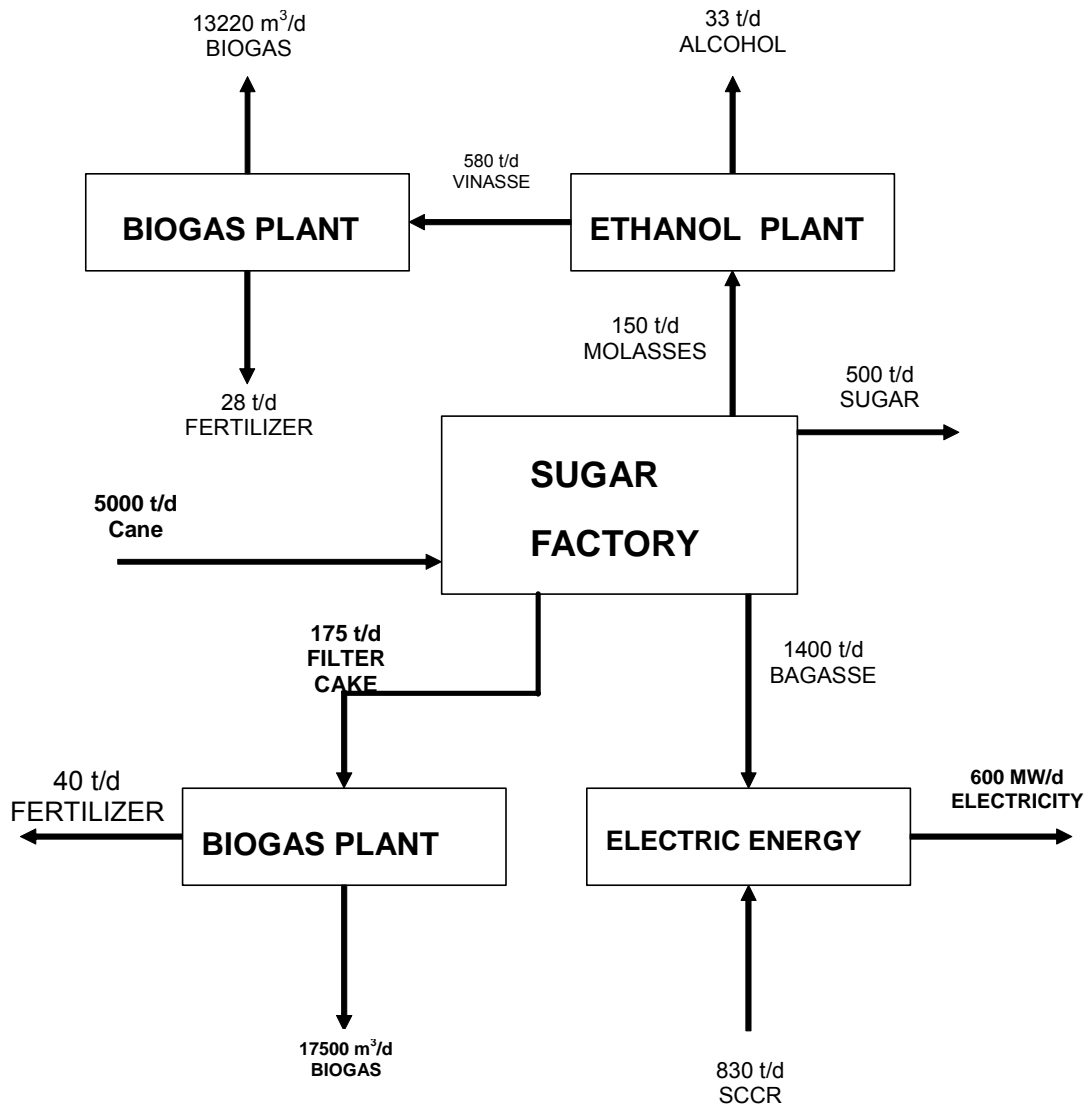 13220 m³/d
BIOGAS
33 t/d
ALCOHOL
580 t/d
VINASSE
BIOGAS PLANT
ETHANOL PLANT
150 t/d
MOLASSES
28 t/d
FERTILIZER
500 t/d
SUGAR
SUGAR
FACTORY
5000 t/d
Cane
175 t/d
FILTER
CAKE
1400 t/d
BAGASSE
40 t/d
FERTILIZER
BIOGAS PLANT
ELECTRIC ENERGY
600 MW/d
ELECTRICITY
17500 m³/d
BIOGAS
830 t/d
SCCR